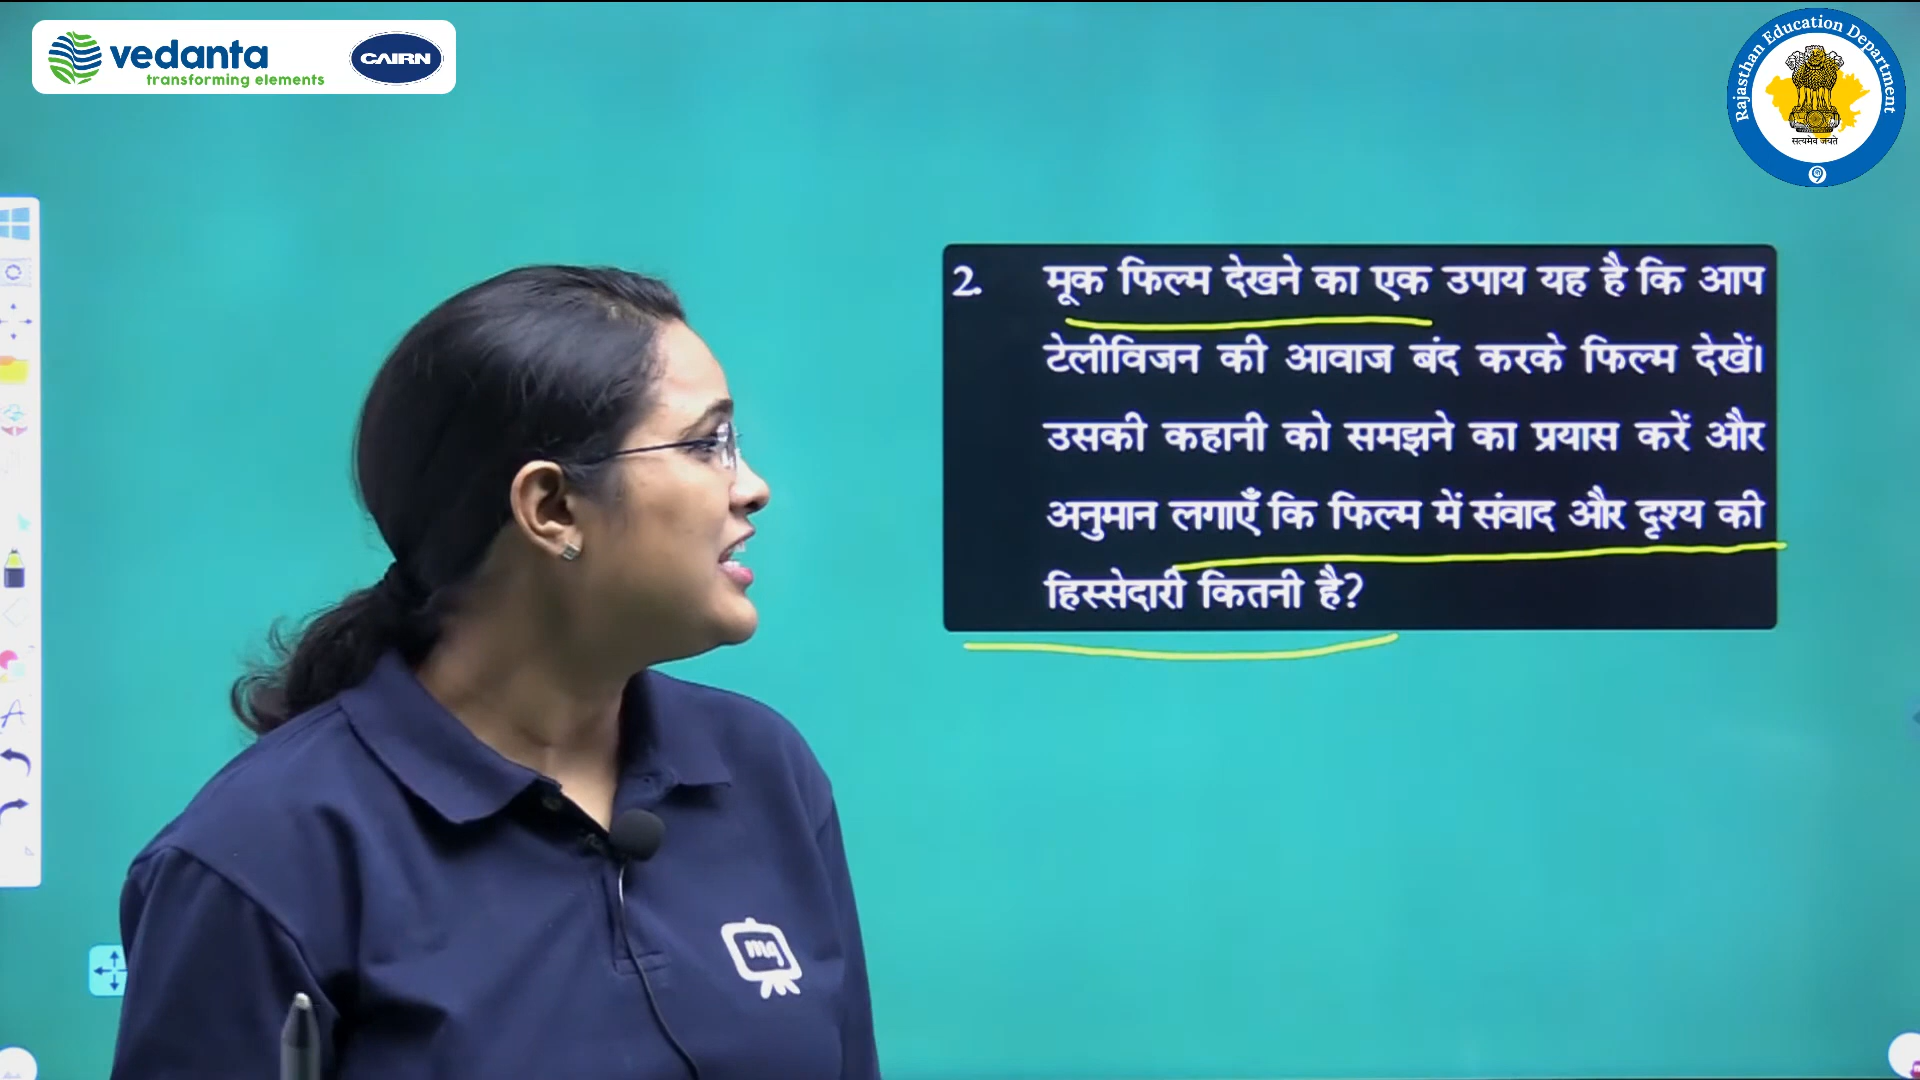 vedanta
transforming elements
CAIRN
Rajasthan Education Department
सत्यमेव जयते
2. मूक फिल्म देखने का एक उपाय यह है कि आप
टेलीविजन की आवाज बंद करके फिल्म देखें।
उसकी कहानी को समझने का प्रयास करें और
अनुमान लगाएँ कि फिल्म में संवाद और दृश्य की
हिस्सेदारी कितनी है?
mq